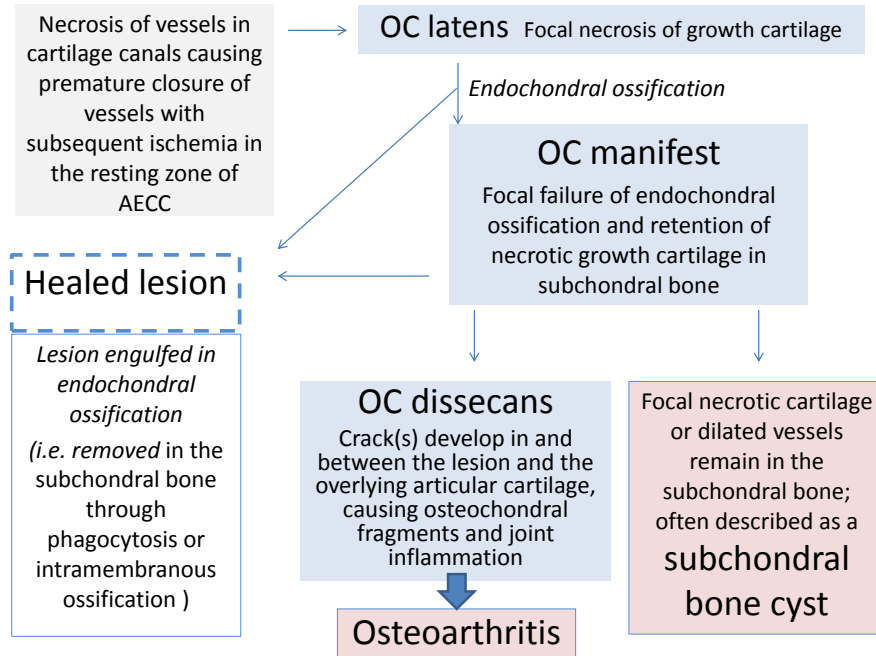 Necrosis of vessels in
cartilage canals causing
premature closure of
vessels with
subsequent ischemia in
the resting zone of
AECC
OC latens Focal necrosis of growth cartilage
Endochondral ossification
OC manifest
Focal failure of endochondral
ossification and retention of
necrotic growth cartilage in
subchondral bone
Healed lesion
Lesion engulfed in
endochondral
ossification
(i.e. removed in the
subchondral bone
through
phagocytosis or
intramembranous
ossification )
OC dissecans
Crack(s) develop in and
between the lesion and the
overlying articular cartilage,
causing osteochondral
fragments and joint
inflammation
Osteoarthritis
Focal necrotic cartilage
or dilated vessels
remain in the
subchondral bone;
often described as a
subchondral
bone cyst